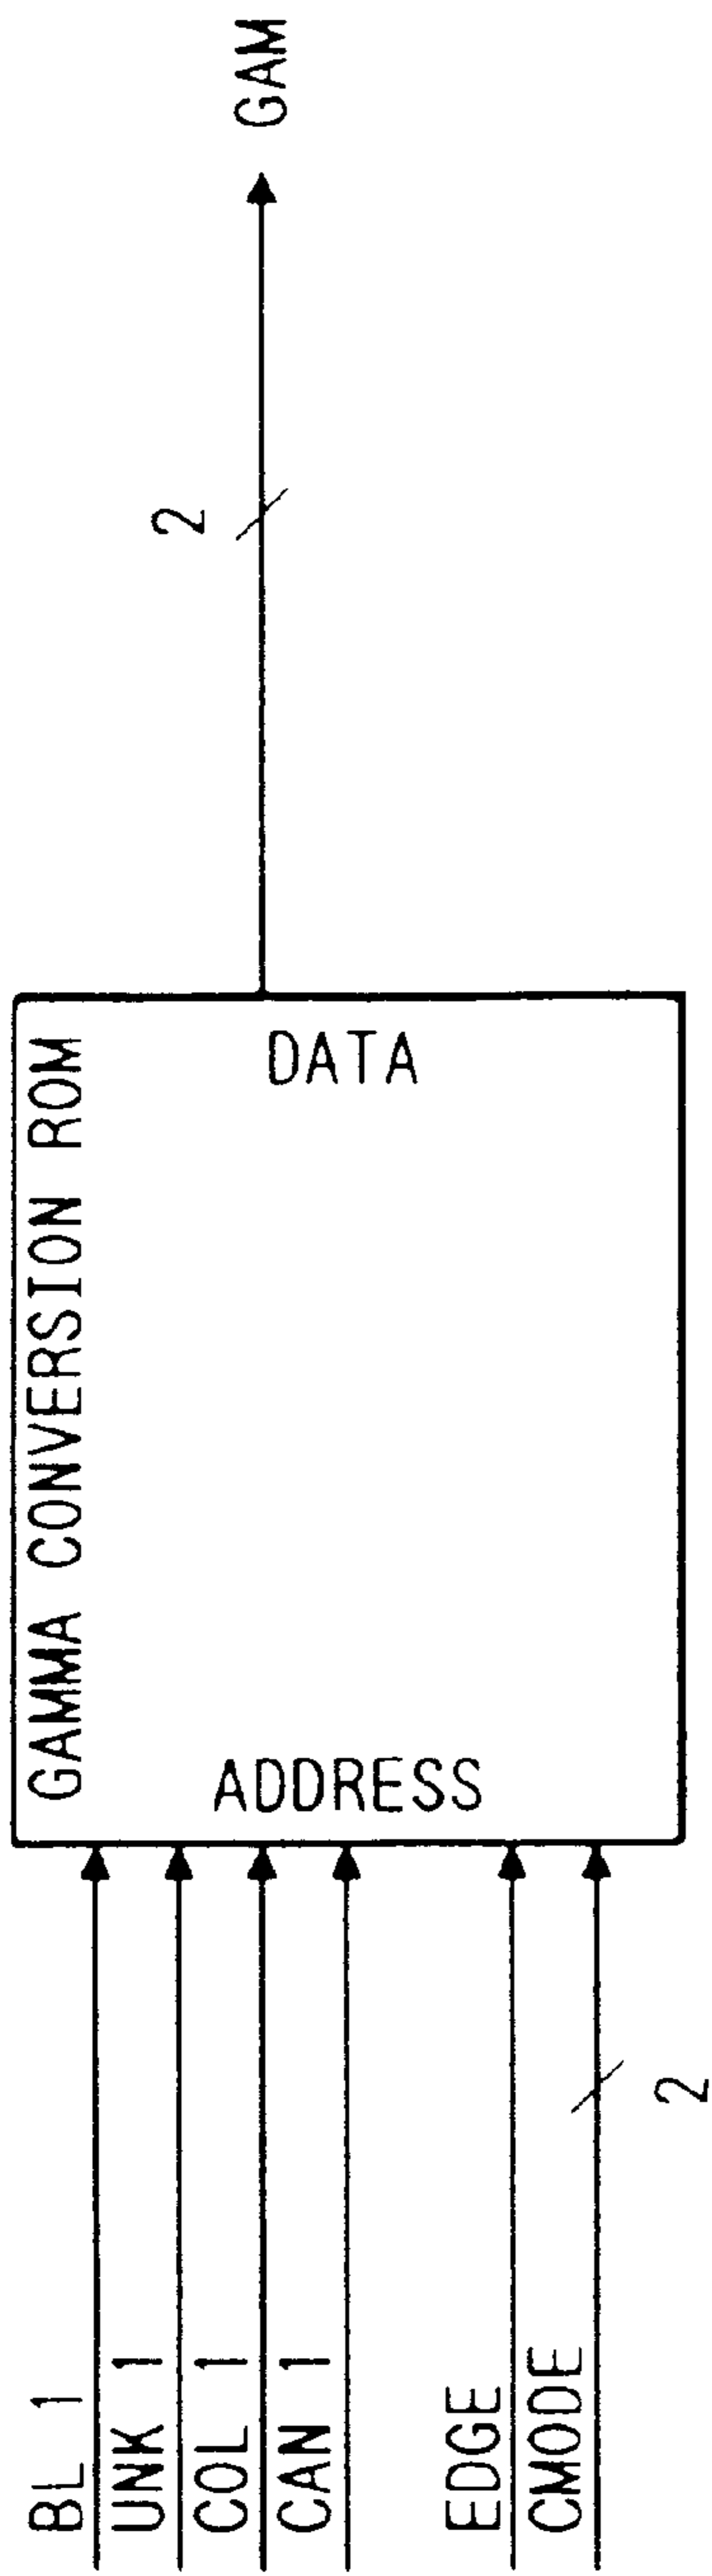 GAMMA CONVERSION ROM
BL 1
UNK 1
COL 1
CAN 1
EDGE
CMODE
2
ADDRESS
DATA
2
GAM